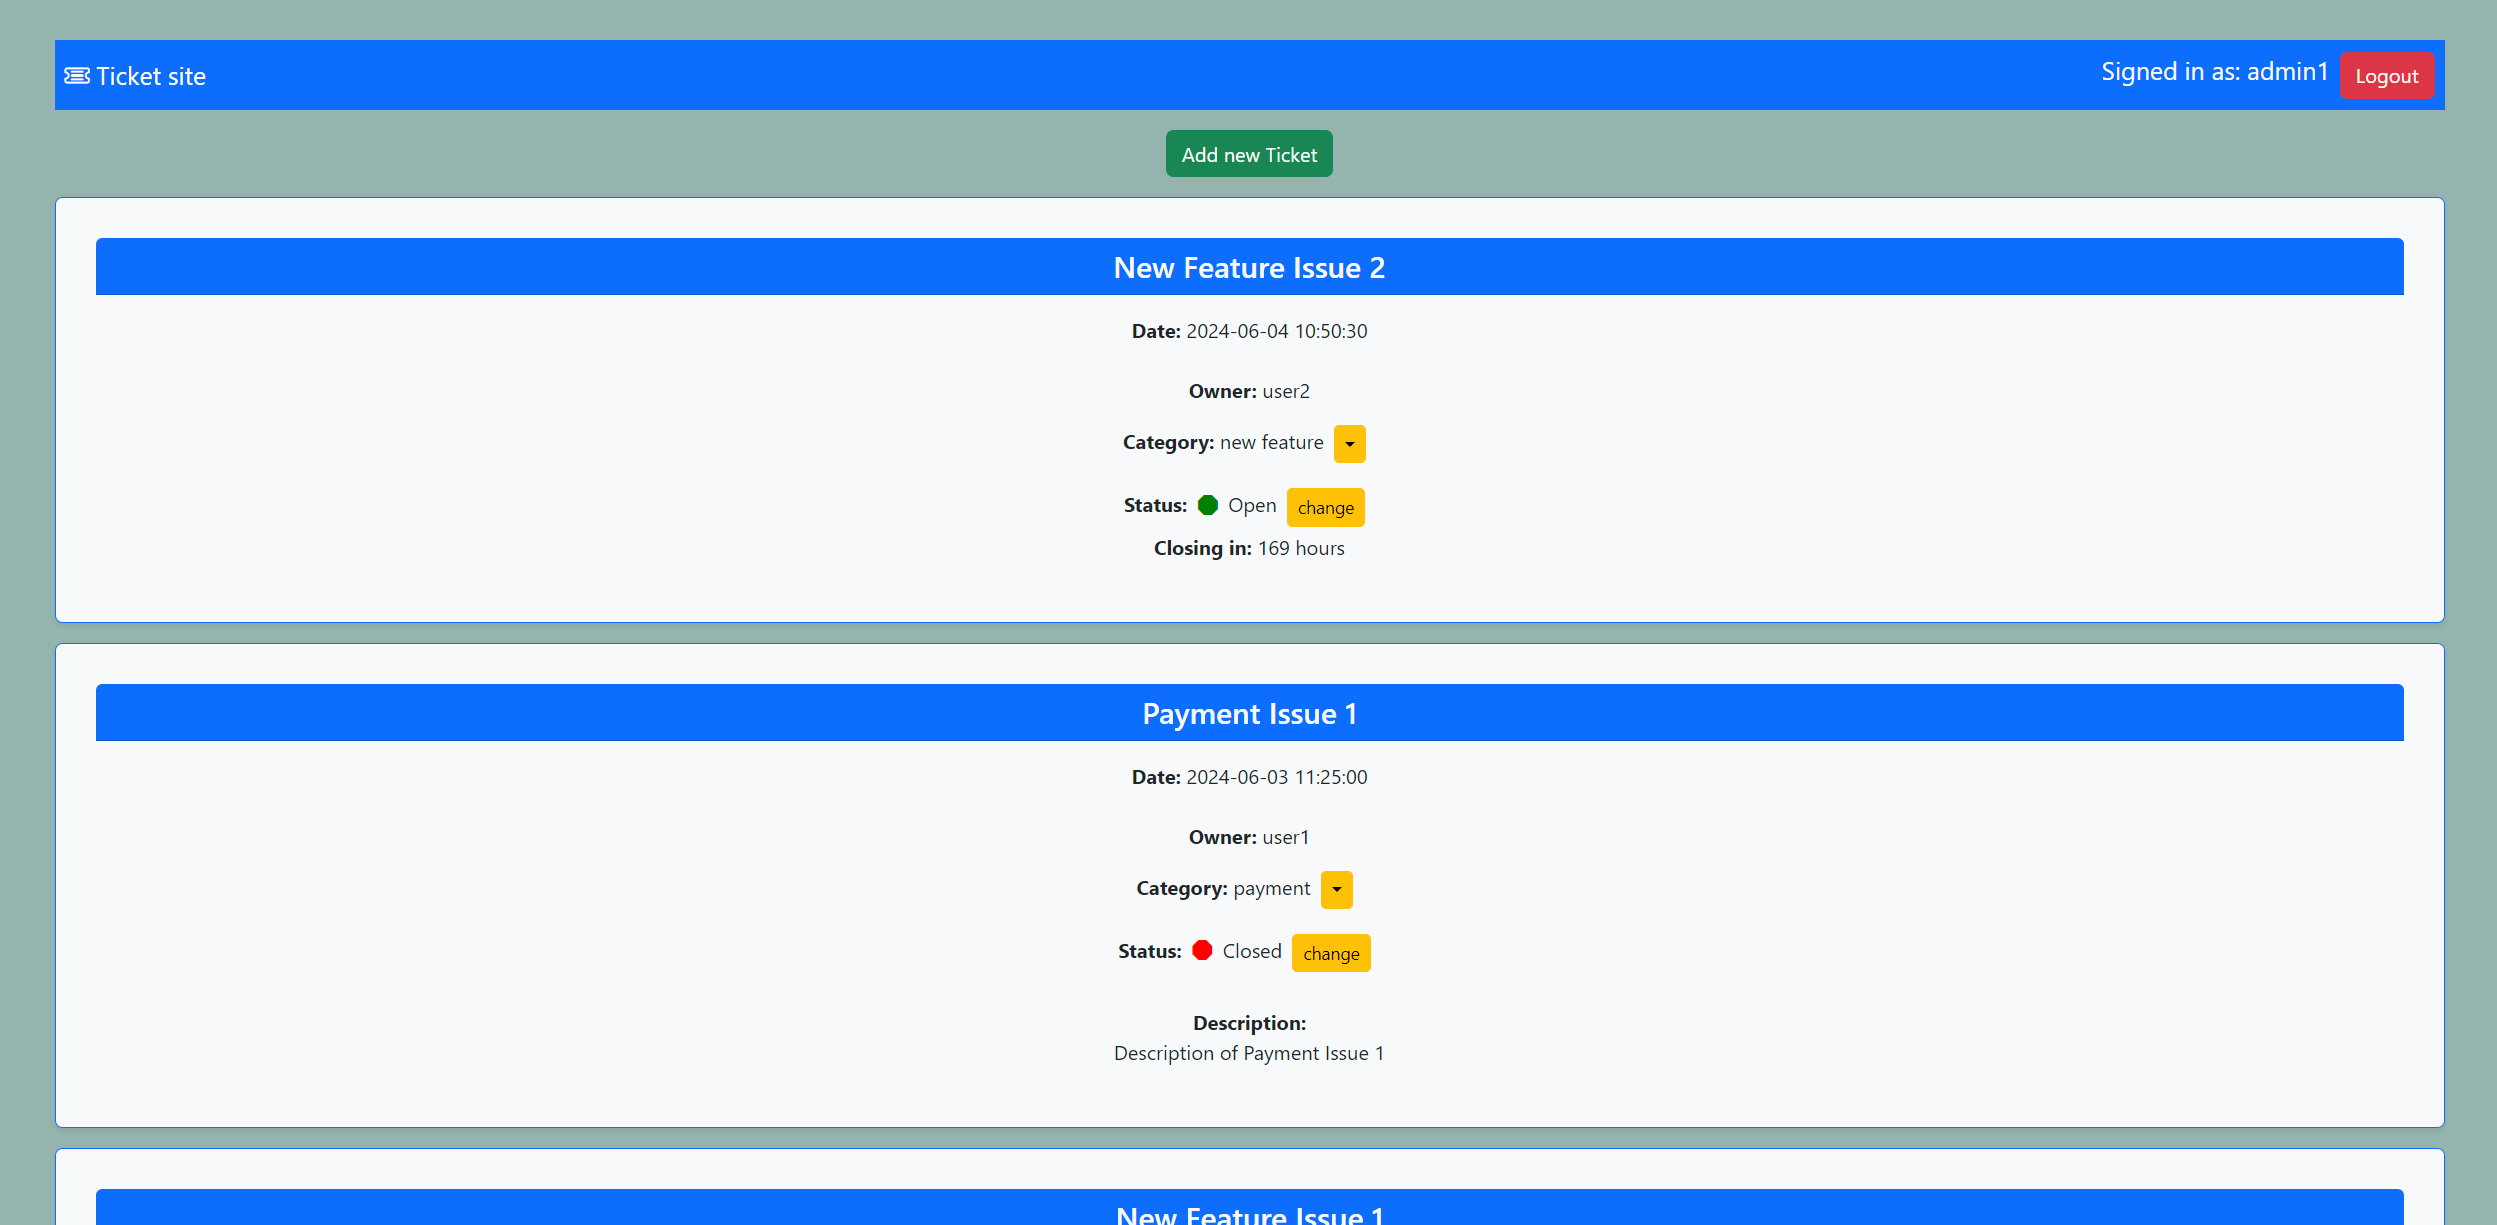 Ticket site
Signed in as: admin1 Logout
Add new Ticket
New Feature Issue 2
Date: 2024-06-04 10:50:30
Owner: user2
Category: new feature
Status: Open change
Closing in: 169 hours
Payment Issue 1
Date: 2024-06-03 11:25:00
Owner: user1
Category: payment
Status: Closed change
Description:
Description of Payment Issue 1
New Feature Issue 1